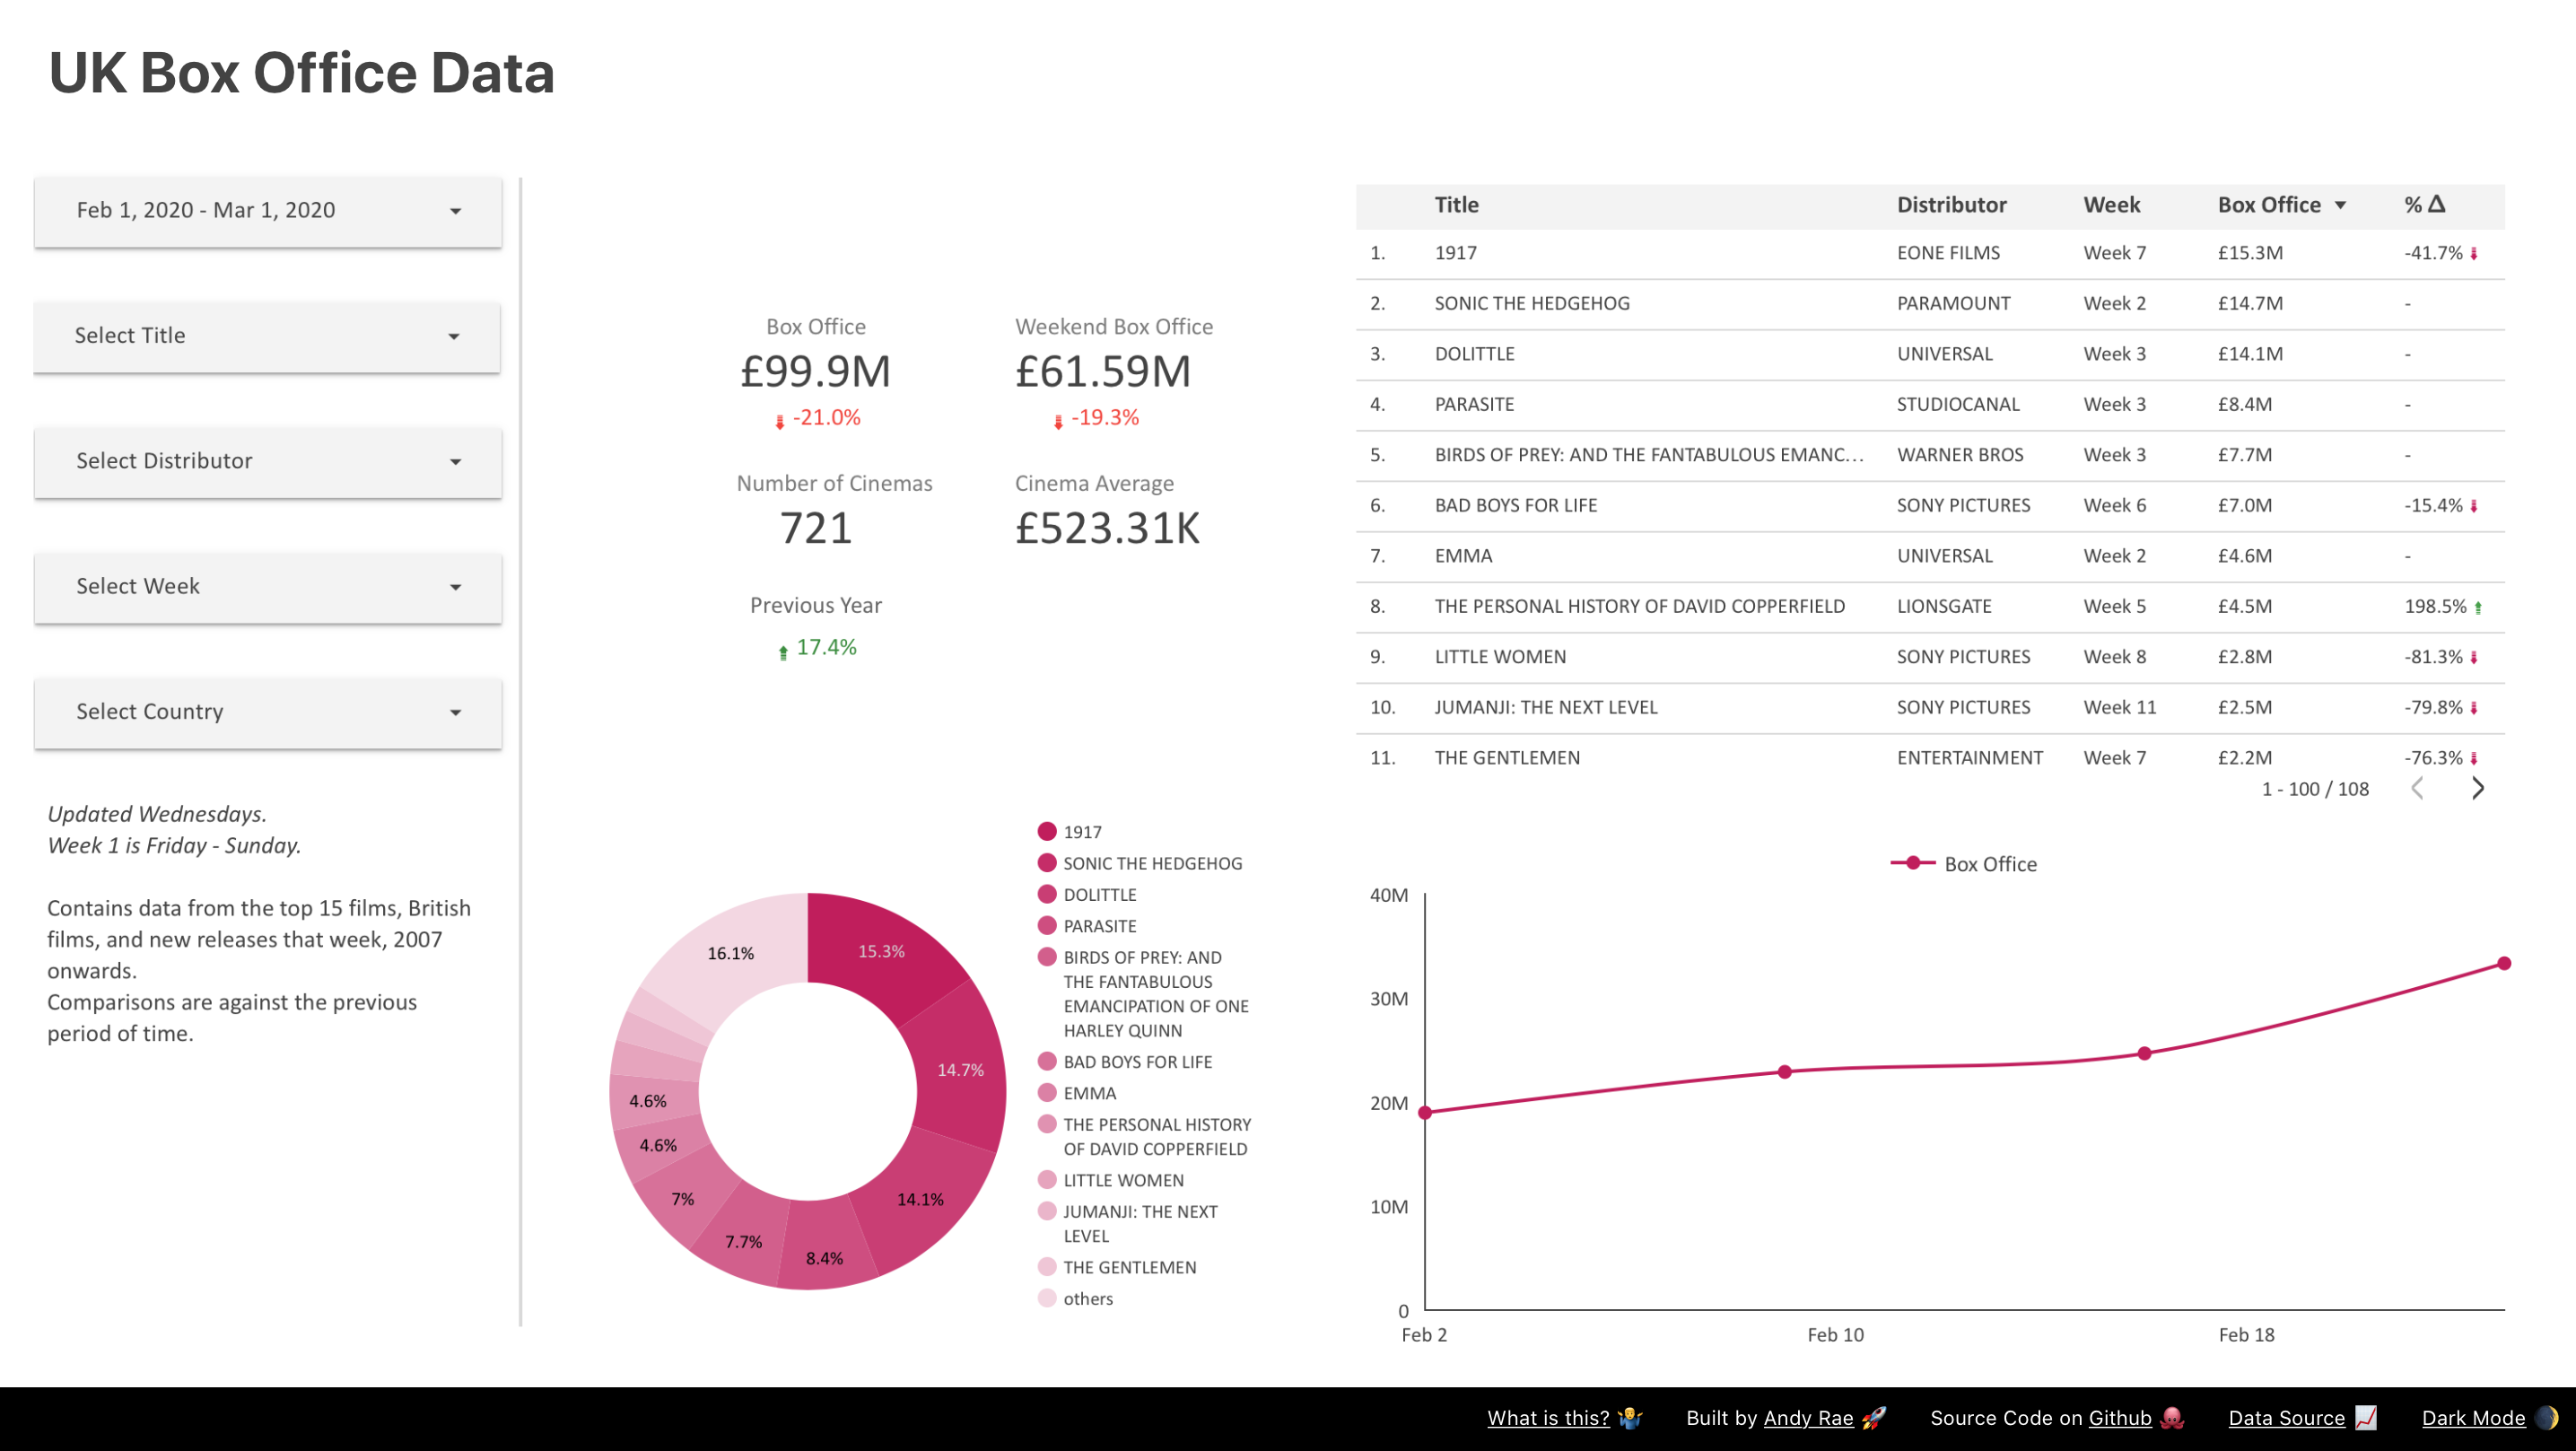 UK Box Office Data
Feb 1, 2020 - Mar 1, 2020
Select Title
Select Distributor
Select Week
Select Country
Updated Wednesdays.
Week 1 is Friday - Sunday.
Contains data from the top 15 films, British
films, and new releases that week, 2007
onwards.
Comparisons are against the previous
period of time.
Box Office
£99.9M
-21.0%
Weekend Box Office
£61.59M
-19.3%
Number of Cinemas
721
Cinema Average
£523.31K
Previous Year
17.4%
Title Distributor Week Box Office % Δ
1. 1917 EONE FILMS Week 7 £15.3M -41.7%
2. SONIC THE HEDGEHOG PARAMOUNT Week 2 £14.7M -
3. DOLITTLE UNIVERSAL Week 3 £14.1M -
4. PARASITE STUDIOCANAL Week 3 £8.4M -
5. BIRDS OF PREY: AND THE FANTABULOUS EMANC... WARNER BROS Week 3 £7.7M -
6. BAD BOYS FOR LIFE SONY PICTURES Week 6 £7.0M -15.4%
7. EMMA UNIVERSAL Week 2 £4.6M -
8. THE PERSONAL HISTORY OF DAVID COPPERFIELD LIONSGATE Week 5 £4.5M 198.5%
9. LITTLE WOMEN SONY PICTURES Week 8 £2.8M -81.3%
10. JUMANJI: THE NEXT LEVEL SONY PICTURES Week 11 £2.5M -79.8%
11. THE GENTLEMEN ENTERTAINMENT Week 7 £2.2M -76.3%
1 - 100 / 108
15.3%
14.7%
14.1%
8.4%
7.7%
7%
4.6%
4.6%
16.1%
1917
SONIC THE HEDGEHOG
DOLITTLE
PARASITE
BIRDS OF PREY: AND
THE FANTABULOUS
EMANCIPATION OF ONE
HARLEY QUINN
BAD BOYS FOR LIFE
EMMA
THE PERSONAL HISTORY
OF DAVID COPPERFIELD
LITTLE WOMEN
JUMANJI: THE NEXT
LEVEL
THE GENTLEMEN
others
Box Office
40M
30M
20M
10M
0
Feb 2 Feb 10 Feb 18
What is this? 🤷 Built by Andy Rae 🚀 Source Code on Github 🐙 Data Source 📈 Dark Mode 🌒